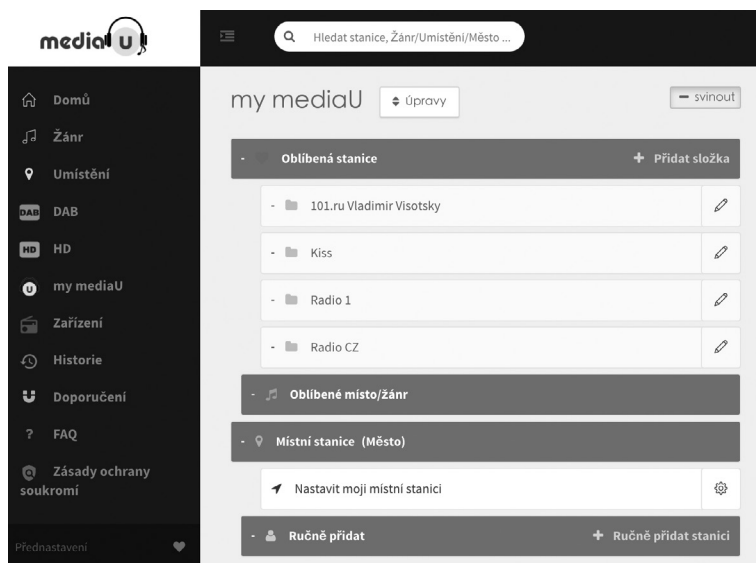 mediaU
Hledat stanice, Žánr/Umístění/Město ...
Domů
Žánr
Umístění
DAB DAB
HD HD
U my mediaU
Zařízení
Historie
Doporučení
? FAQ
Zásady ochrany
soukromí
Přednastavení
my mediaU úpravy − svinout
- Oblíbená stanice + Přidat složka
- 101.ru Vladimir Visotsky
- Kiss
- Radio 1
- Radio CZ
- Oblíbené místo/žánr
- Místní stanice (Město)
Nastavit moji místní stanici
- Ručně přidat + Ručně přidat stanici